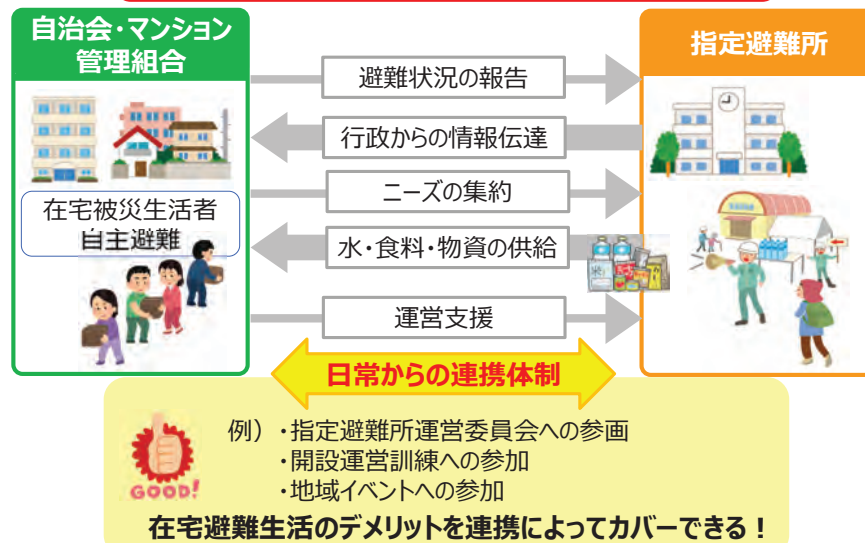 自治会・マンション
管理組合
指定避難所
避難状況の報告
行政からの情報伝達
ニーズの集約
水・食料・物資の供給
運営支援
在宅被災生活者
自主避難
日常からの連携体制
GOOD!
例）・指定避難所運営委員会への参画
・開設運営訓練への参加
・地域イベントへの参加
在宅避難生活のデメリットを連携によってカバーできる！